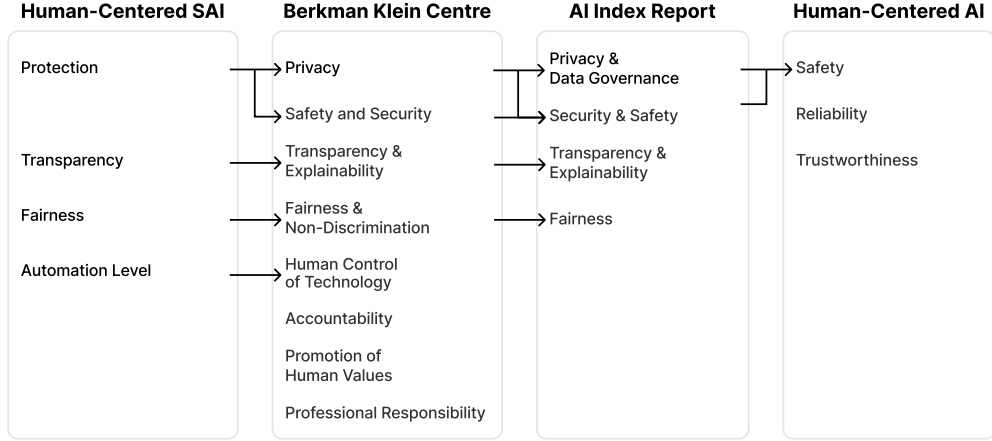 Human-Centered SAI
Protection
Transparency
Fairness
Automation Level
Berkman Klein Centre
Privacy
Safety and Security
Transparency &
Explainability
Fairness &
Non-Discrimination
Human Control
of Technology
Accountability
Promotion of
Human Values
Professional Responsibility
AI Index Report
Privacy &
Data Governance
Security & Safety
Transparency &
Explainability
Fairness
Human-Centered AI
Safety
Reliability
Trustworthiness